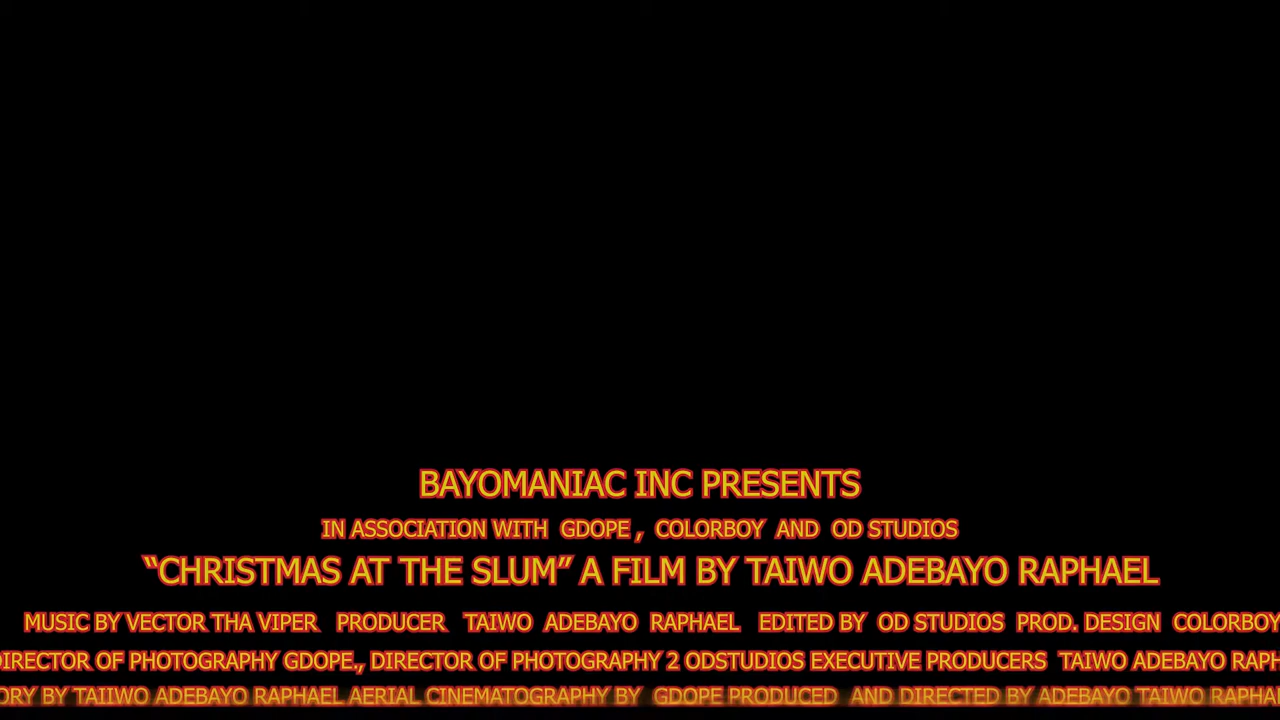 BAYOMANIAC INC PRESENTS
IN ASSOCIATION WITH GDOPE , COLORBOY AND OD STUDIOS
“CHRISTMAS AT THE SLUM” A FILM BY TAIWO ADEBAYO RAPHAEL
MUSIC BY VECTOR THA VIPER PRODUCER TAIWO ADEBAYO RAPHAEL EDITED BY OD STUDIOS PROD. DESIGN COLORBOY
DIRECTOR OF PHOTOGRAPHY GDOPE., DIRECTOR OF PHOTOGRAPHY 2 ODSTUDIOS EXECUTIVE PRODUCERS TAIWO ADEBAYO
BY TAIIWO ADEBAYO RAPHAEL AERIAL CINEMATOGRAPHY BY GDOPE PRODUCED AND DIRECTED BY ADEBAYO TAIWO